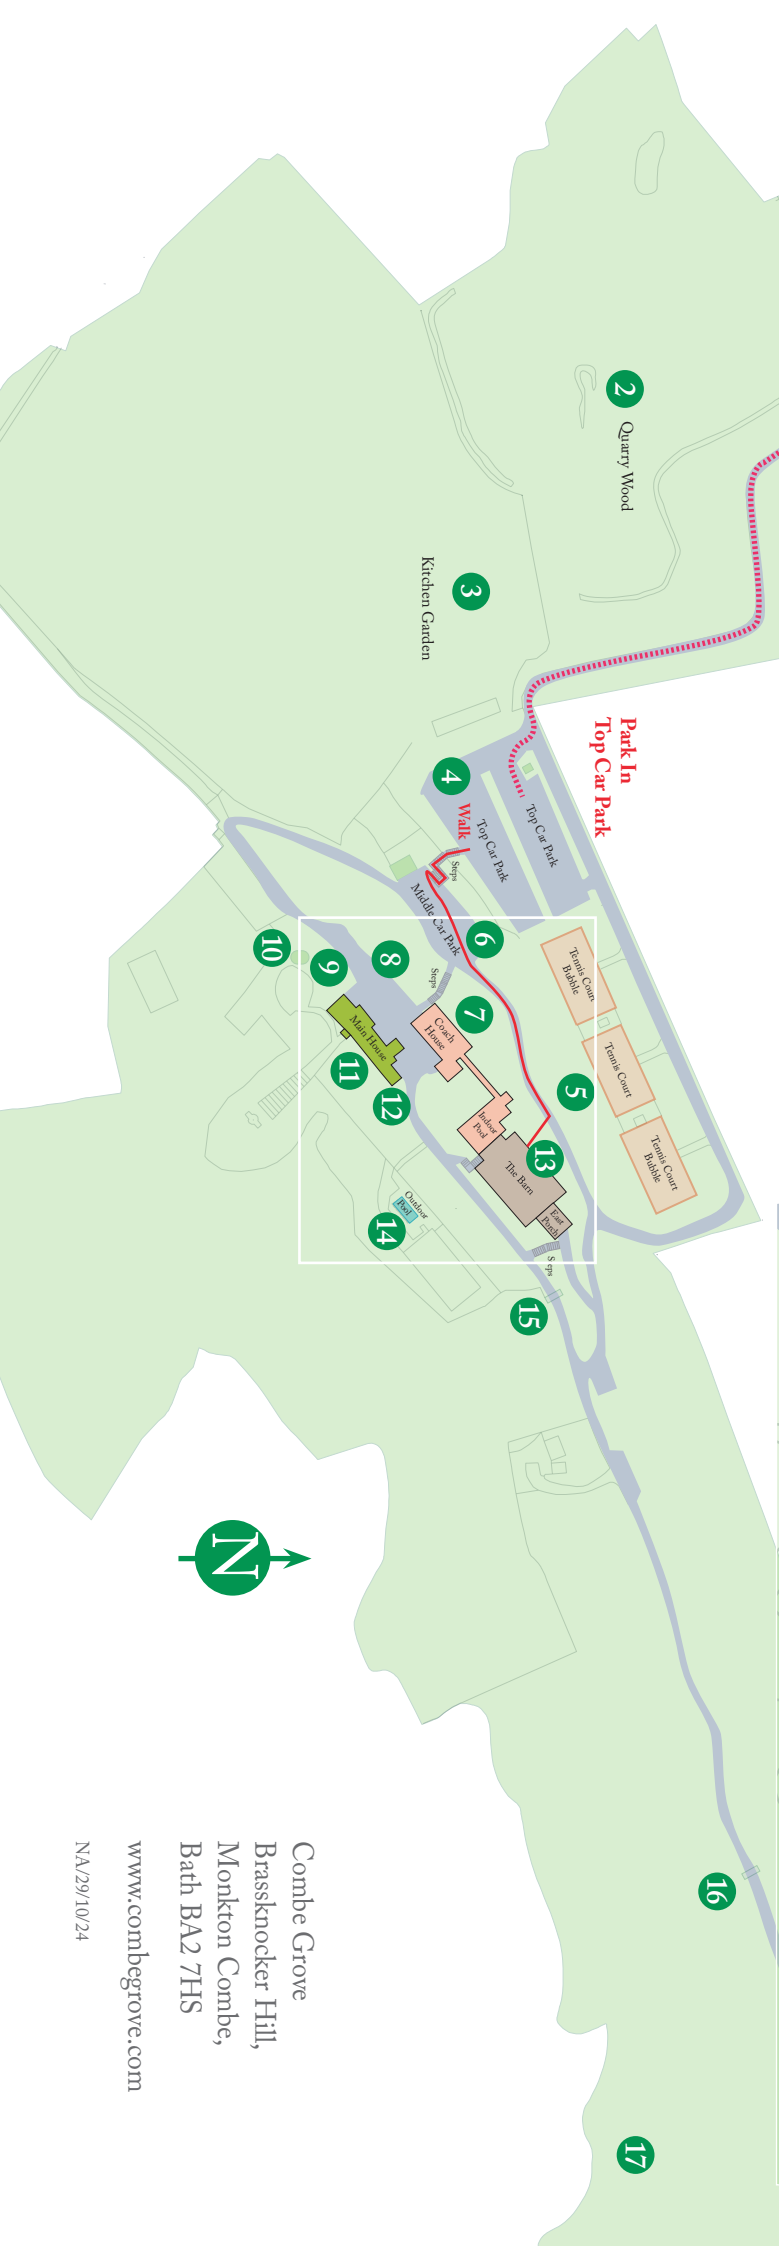 2
Quarry Wood
3
Kitchen Garden
Park In
Top Car Park
4
Walk
Top Car Park
Top Car Park
Steps
Middle Car Park
6
Steps
Tennis Court
Bubble
Tennis Court
Tennis Court
Bubble
5
7
Coach
House
8
9
10
Main House
11
12
Indoor
Pool
13
The Barn
East
Porch
Steps
Outdoor
Pool
14
15
N
16
17
Combe Grove
Brassknocker Hill,
Monkton Combe,
Bath BA2 7HS
www.combegrove.com
NA/29/10/24